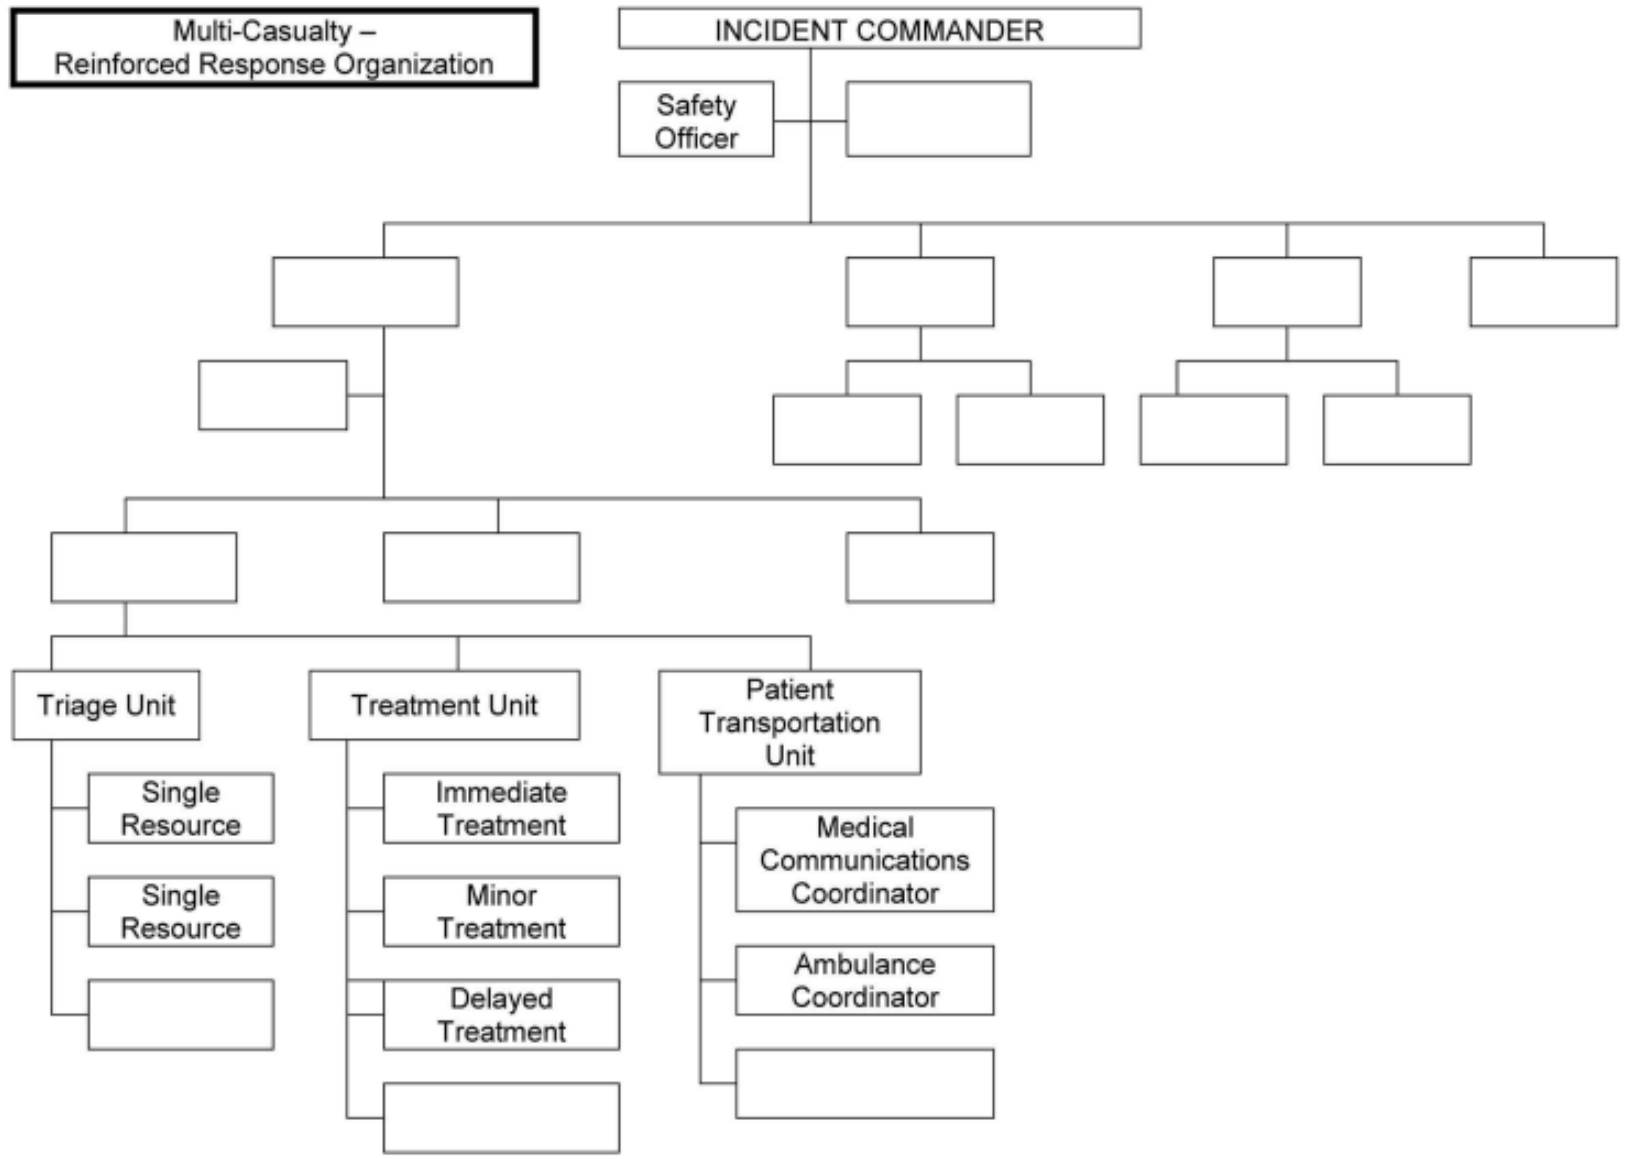 Multi-Casualty –
Reinforced Response Organization
INCIDENT COMMANDER
Safety
Officer
Triage Unit
Treatment Unit
Patient
Transportation
Unit
Single
Resource
Immediate
Treatment
Medical
Communications
Coordinator
Single
Resource
Minor
Treatment
Ambulance
Coordinator
Delayed
Treatment